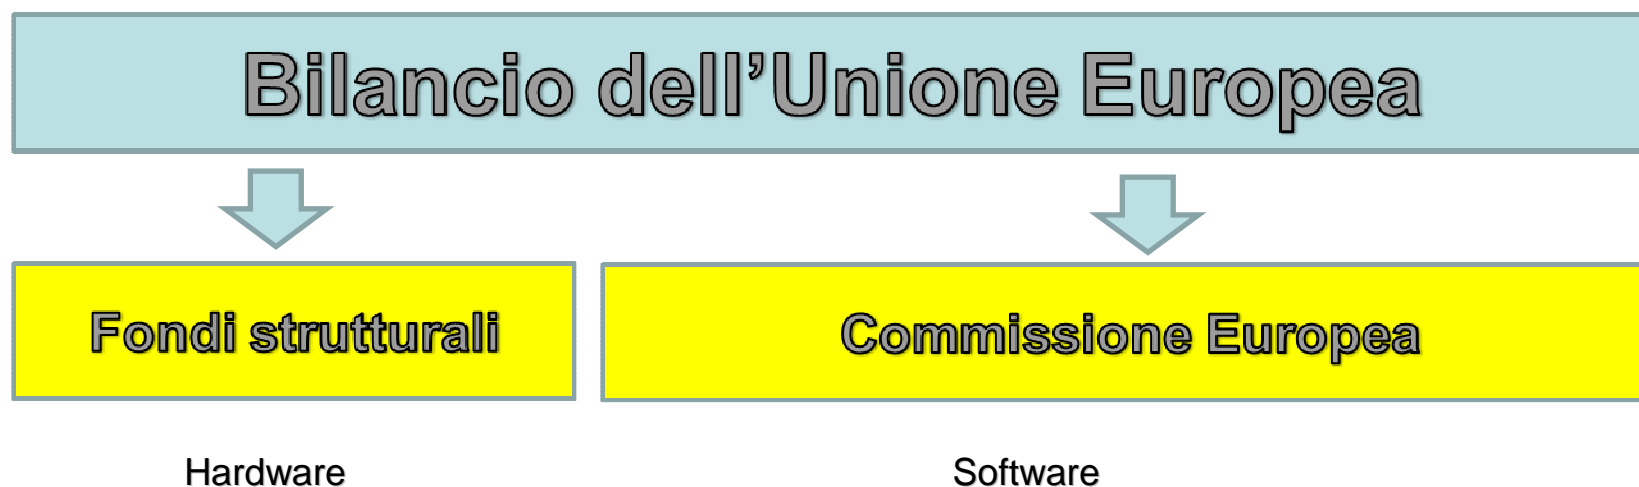 Bilancio dell’Unione Europea
Fondi strutturali
Commissione Europea
Hardware
Software